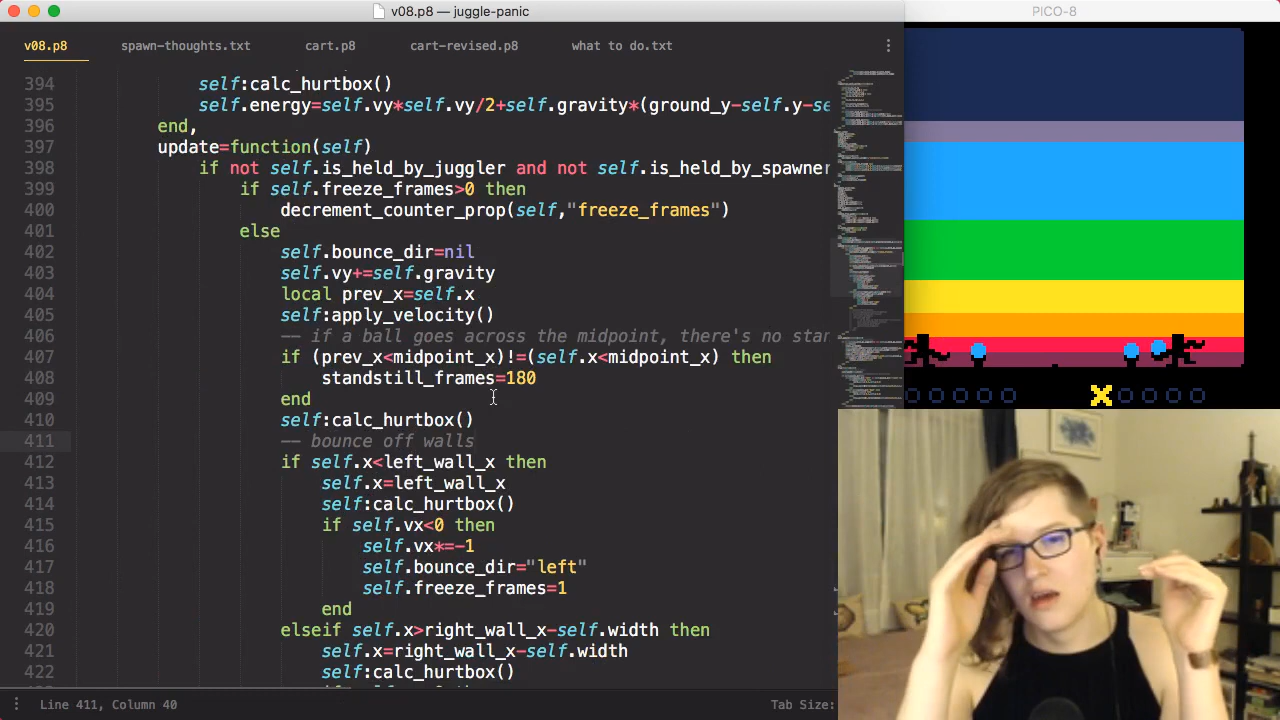 v08.p8 — juggle-panic
PICO-8
v08.p8 spawn-thoughts.txt cart.p8 cart-revised.p8 what to do.txt
394 self:calc_hurtbox()
395 self.energy=self.vy*self.vy/2+self.gravity*(ground_y-self.y-se
396 end,
397 update=function(self)
398 if not self.is_held_by_juggler and not self.is_held_by_spawner
399 if self.freeze_frames>0 then
400 decrement_counter_prop(self,"freeze_frames")
401 else
402 self.bounce_dir=nil
403 self.vy+=self.gravity
404 local prev_x=self.x
405 self:apply_velocity()
406 -- if a ball goes across the midpoint, there's no stan
407 if (prev_x<midpoint_x)!=(self.x<midpoint_x) then
408 standstill_frames=180
409 end
410 self:calc_hurtbox()
411 -- bounce off walls
412 if self.x<left_wall_x then
413 self.x=left_wall_x
414 self:calc_hurtbox()
415 if self.vx<0 then
416 self.vx*=-1
417 self.bounce_dir="left"
418 self.freeze_frames=1
419 end
420 elseif self.x>right_wall_x-self.width then
421 self.x=right_wall_x-self.width
422 self:calc_hurtbox()
Line 411, Column 40
Tab Size: